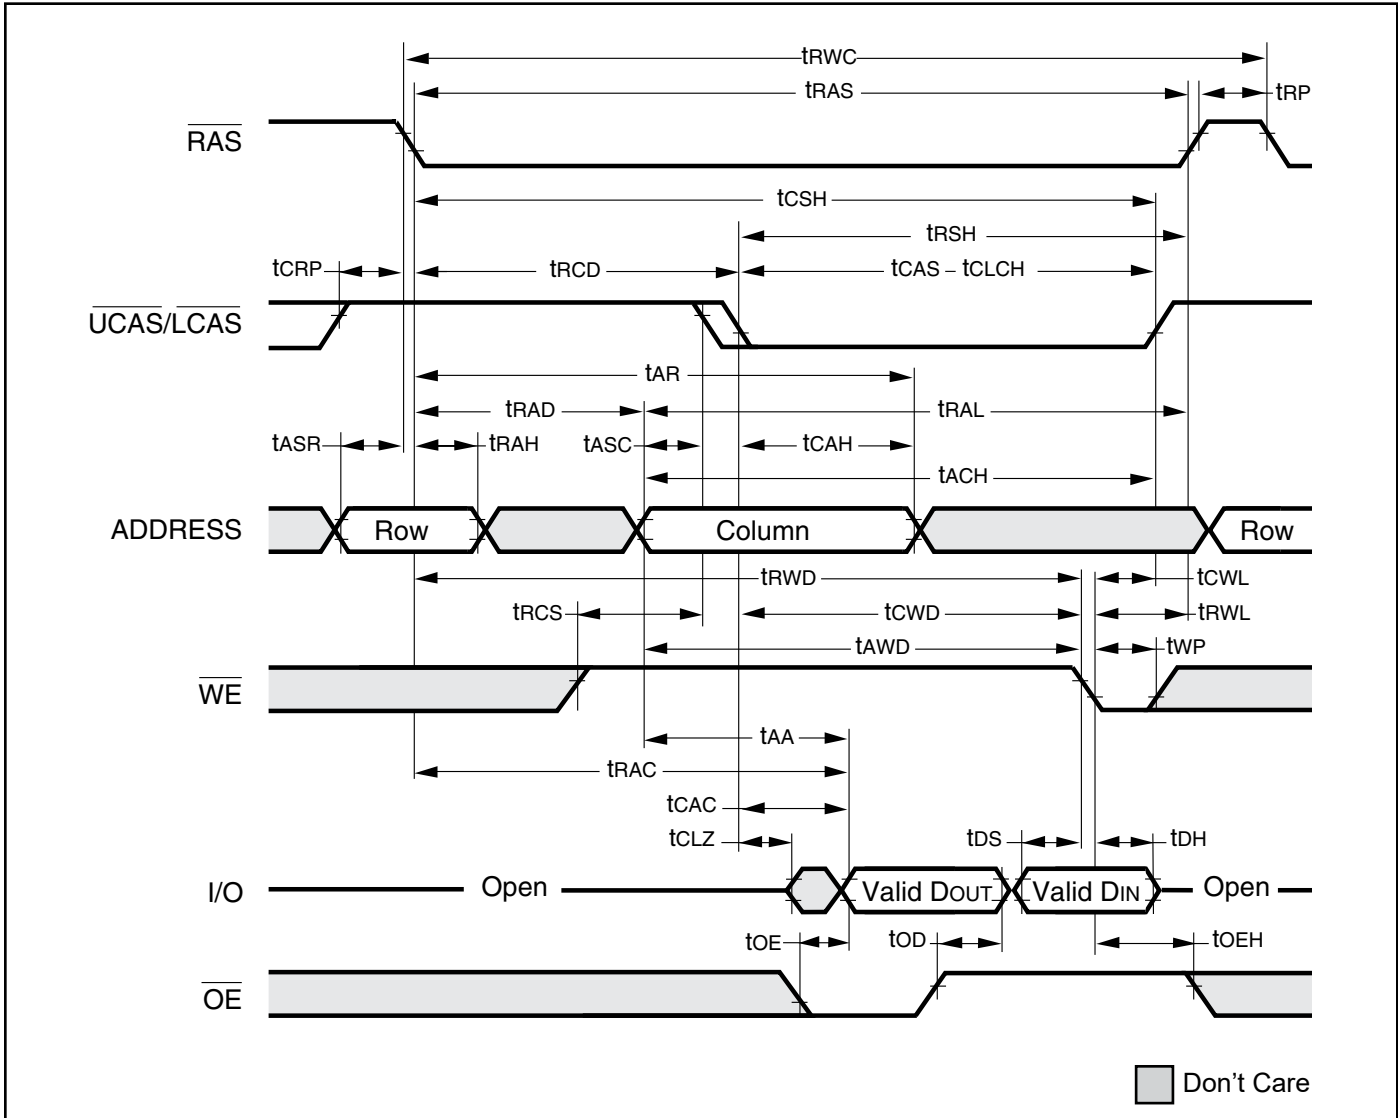 tRWC
tRAS
tRP
RAS
tCSH
tRSH
tCRP
tRCD
tCAS – tCLCH
UCAS/LCAS
tAR
tRAD
tRAL
tASR
tRAH
tASC
tCAH
tACH
ADDRESS
Row
Column
Row
tRWD
tCWL
tRCS
tCWD
tRWL
tAWD
tWP
WE
tAA
tRAC
tCAC
tCLZ
tDS
tDH
I/O
Open
Valid DOUT
Valid DIN
Open
tOE
tOD
tOEH
OE
Don't Care